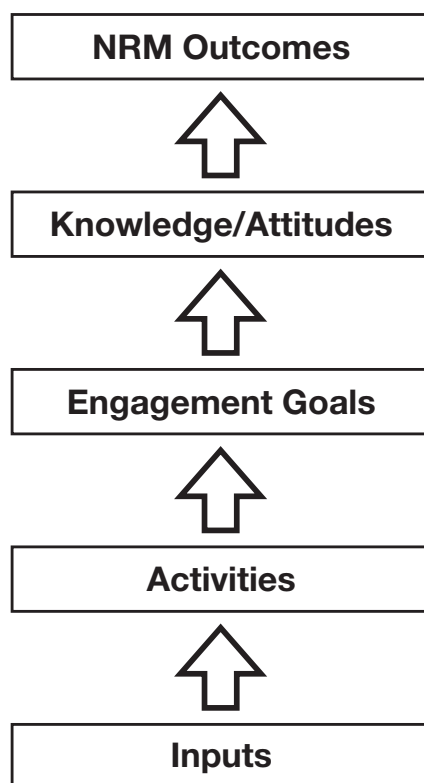 NRM Outcomes
Knowledge/Attitudes
Engagement Goals
Activities
Inputs